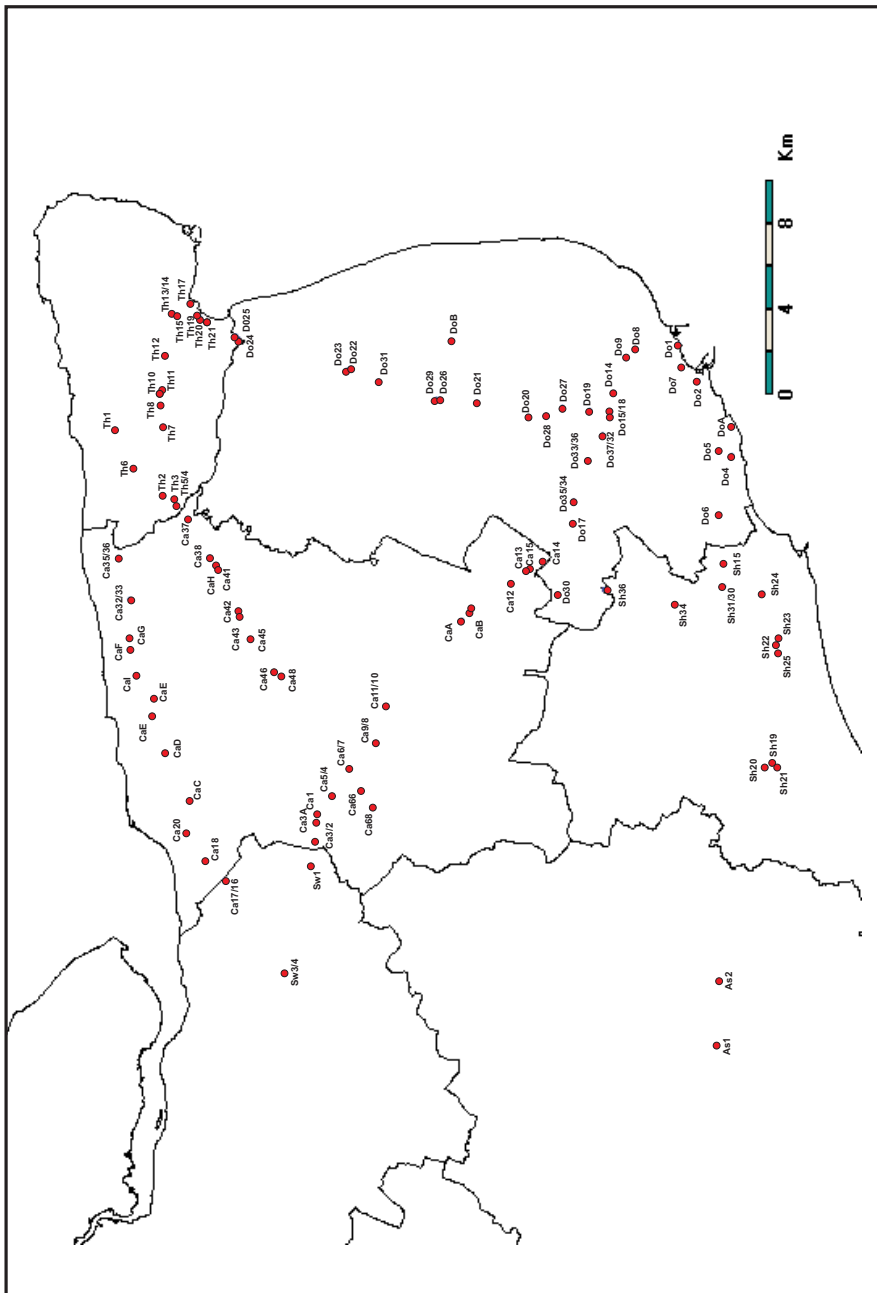 Th1
Th6
Th2
Th3
Th5/4
Th7
Th8
Th10
Th11
Th12
Th13/14
Th15
Th17
Th19
Th20
Th21
D025
Do24
Ca35/36
Ca37
Ca32/33
Ca38
CaH
Ca41
CaG
CaF
Ca42
Ca43
Ca45
CaI
CaE
CaE
CaD
Ca46
Ca48
CaC
Ca20
Ca18
Ca17/16
Ca11/10
Ca9/8
Ca6/7
Ca5/4
Ca66
Ca68
Ca1
Ca3A
Ca3/2
Sw1
Sw3/4
Do23
Do22
Do31
DoB
Do29
Do26
Do21
Do20
Do28
Do27
Do19
Do14
Do15/18
Do9
Do8
Do1
Do7
Do2
Do37/32
Do33/36
Do35/34
Do17
DoA
Do5
Do4
Do6
Ca13
Ca15
Ca14
Ca12
CaA
CaB
Do30
Sh36
Sh34
Sh15
Sh31/30
Sh24
Sh23
Sh22
Sh25
Sh20
Sh19
Sh21
As2
As1
0 4 8 Km